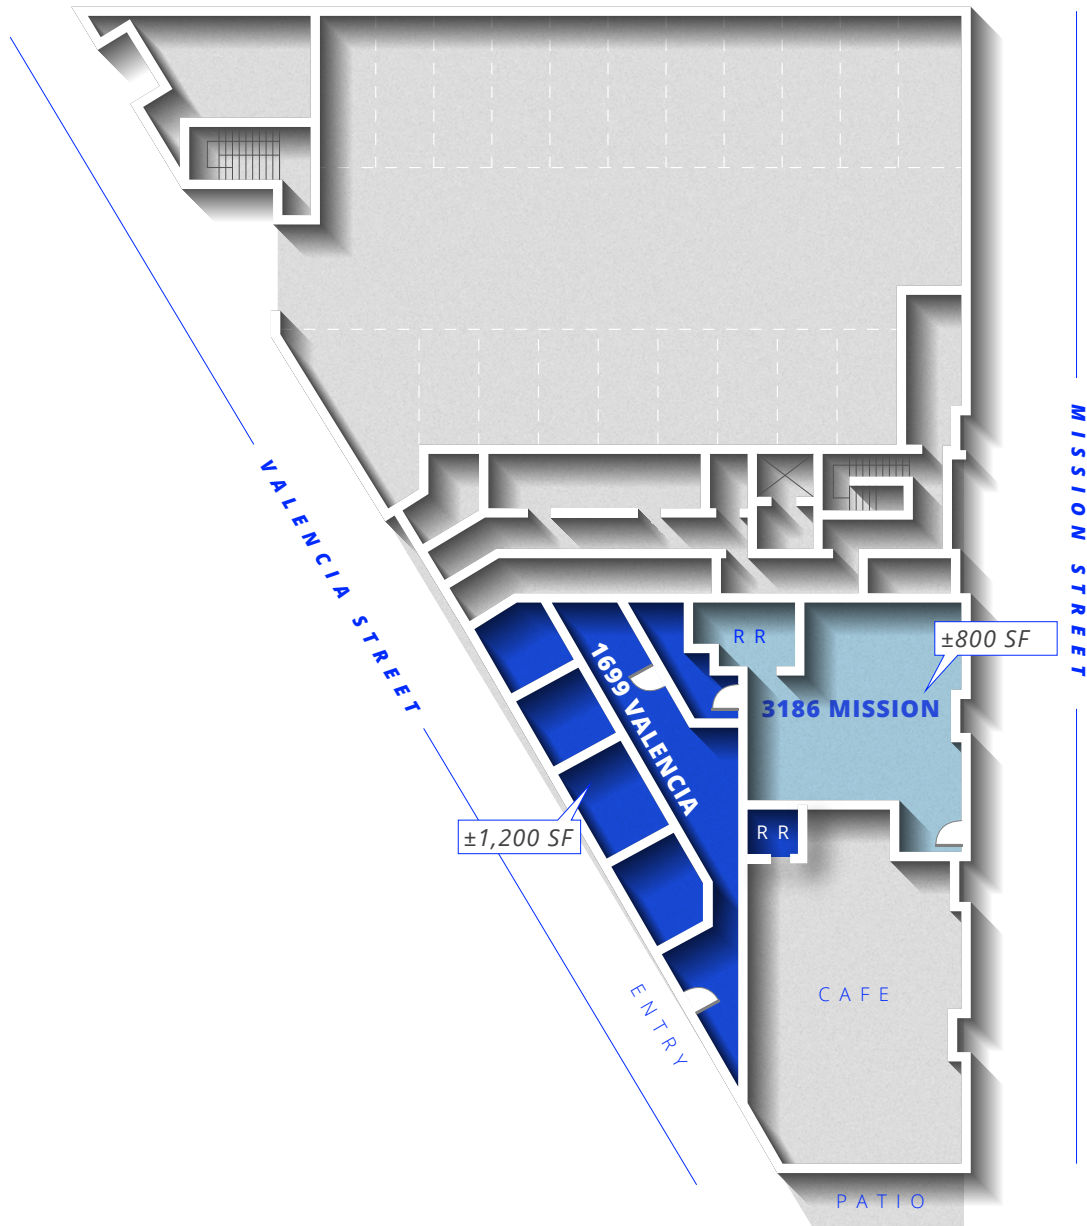 VALENCIA STREET
MISSION STREET
RR
±800 SF
1699 VALENCIA
3186 MISSION
±1,200 SF
RR
CAFE
ENTRY
PATIO